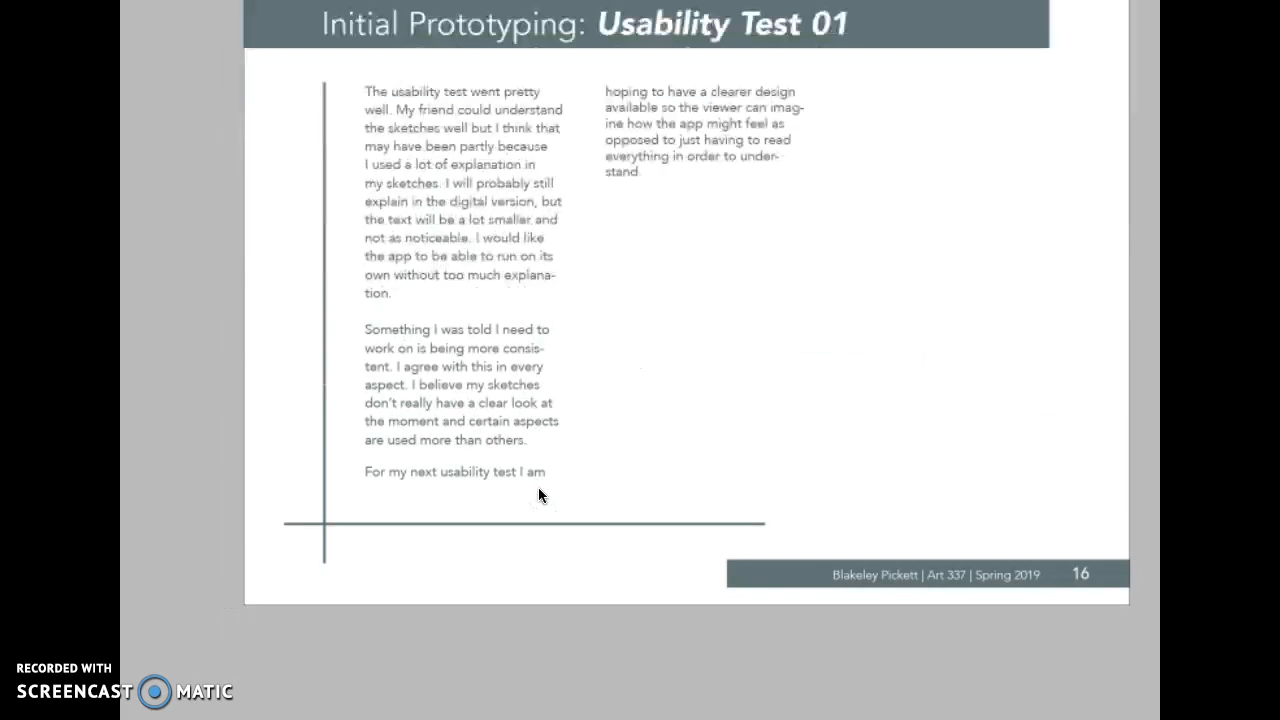 Initial Prototyping: Usability Test 01
The usability test went pretty
well. My friend could understand
the sketches well but I think that
may have been partly because
I used a lot of explanation in
my sketches. I will probably still
explain in the digital version, but
the text will be a lot smaller and
not as noticeable. I would like
the app to be able to run on its
own without too much explana-
tion.
Something I was told I need to
work on is being more consis-
tent. I agree with this in every
aspect. I believe my sketches
don't really have a clear look at
the moment and certain aspects
are used more than others.
For my next usability test I am
hoping to have a clearer design
available so the viewer can imag-
ine how the app might feel as
opposed to just having to read
everything in order to under-
stand.
Blakeley Pickett | Art 337 | Spring 2019 16
RECORDED WITH
SCREENCAST MATIC